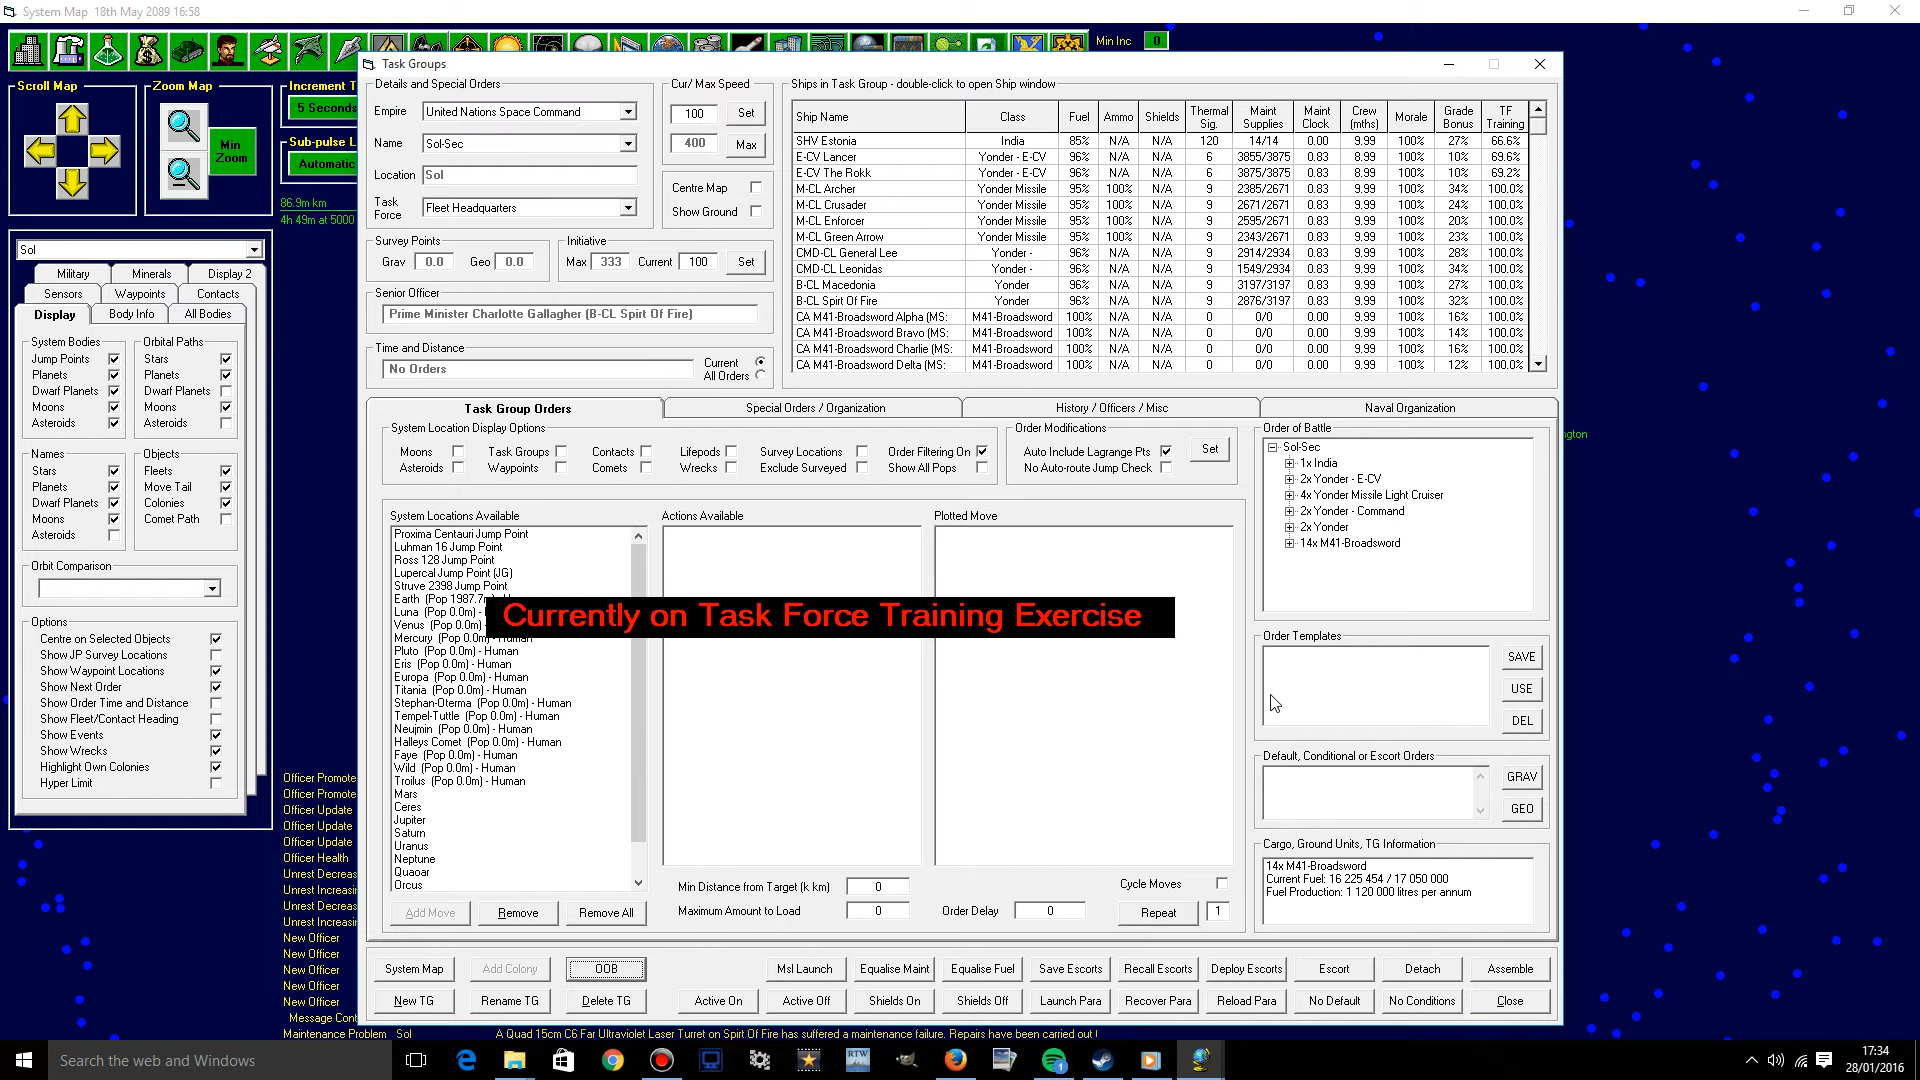 System Map   18th May 2089 16:58
Min Inc   0
Scroll Map
Zoom Map
Min
Zoom
Increment T
5 Seconds
Sub-pulse L
Automatic
86.9m km
4h 49m at 5000
Sol
Military   Minerals   Display 2
Sensors   Waypoints   Contacts
Display   Body Info   All Bodies
System Bodies   Orbital Paths
Jump Points   Stars
Planets   Planets
Dwarf Planets   Dwarf Planets
Moons   Moons
Asteroids   Asteroids
Names   Objects
Stars   Fleets
Planets   Move Tail
Dwarf Planets   Colonies
Moons   Comet Path
Asteroids
Orbit Comparison
Options
Centre on Selected Objects
Show JP Survey Locations
Show Waypoint Locations
Show Next Order
Show Order Time and Distance
Show Fleet/Contact Heading
Show Events
Show Wrecks
Highlight Own Colonies
Hyper Limit
Officer Promote
Officer Promote
Officer Update
Officer Update
Officer Update
Officer Health
Unrest Decreas
Unrest Increasin
Unrest Decreas
Unrest Increasin
New Officer
New Officer
New Officer
New Officer
New Officer
Message Cont
Maintenance Problem   Sol   A Quad 15cm C6 Far Ultraviolet Laser Turret on Spirt Of Fire has suffered a maintenance failure. Repairs have been carried out
Task Groups
Details and Special Orders
Empire   United Nations Space Command
Name   Sol-Sec
Location   Sol
Task
Force   Fleet Headquarters
Cur/ Max Speed
100   Set
400   Max
Centre Map
Show Ground
Survey Points
Grav   0.0   Geo   0.0
Initiative
Max   333   Current   100   Set
Senior Officer
Prime Minister Charlotte Gallagher (B-CL Spirt Of Fire)
Time and Distance
No Orders
Current
All Orders
Ships in Task Group - double-click to open Ship window
Ship Name   Class   Fuel   Ammo   Shields   Thermal Sig.   Maint Supplies   Maint Clock   Crew (mths)   Morale   Grade Bonus   TF Training
SHV Estonia   India   85%   N/A   N/A   120   14/14   0.00   9.99   100%   27%   66.6%
E-CV Lancer   Yonder - E-CV   96%   N/A   N/A   6   3855/3875   0.83   8.99   100%   10%   69.6%
E-CV The Rokk   Yonder - E-CV   96%   N/A   N/A   6   3875/3875   0.83   8.99   100%   10%   69.2%
M-CL Archer   Yonder Missile   95%   100%   N/A   9   2385/2671   0.83   9.99   100%   34%   100.0%
M-CL Crusader   Yonder Missile   95%   100%   N/A   9   2671/2671   0.83   9.99   100%   24%   100.0%
M-CL Enforcer   Yonder Missile   95%   100%   N/A   9   2595/2671   0.83   9.99   100%   20%   100.0%
M-CL Green Arrow   Yonder Missile   95%   100%   N/A   9   2343/2671   0.83   9.99   100%   23%   100.0%
CMD-CL General Lee   Yonder -   96%   N/A   N/A   9   2914/2934   0.83   9.99   100%   28%   100.0%
CMD-CL Leonidas   Yonder -   96%   N/A   N/A   9   1549/2934   0.83   9.99   100%   34%   100.0%
B-CL Macedonia   Yonder   96%   N/A   N/A   9   3197/3197   0.83   9.99   100%   27%   100.0%
B-CL Spirt Of Fire   Yonder   96%   N/A   N/A   9   2876/3197   0.83   9.99   100%   32%   100.0%
CA M41-Broadsword Alpha (MS:   M41-Broadsword   100%   N/A   N/A   0   0/0   0.00   9.99   100%   16%   100.0%
CA M41-Broadsword Bravo (MS:   M41-Broadsword   100%   N/A   N/A   0   0/0   0.00   9.99   100%   14%   100.0%
CA M41-Broadsword Charlie (MS:   M41-Broadsword   100%   N/A   N/A   0   0/0   0.00   9.99   100%   16%   100.0%
CA M41-Broadsword Delta (MS:   M41-Broadsword   100%   N/A   N/A   0   0/0   0.00   9.99   100%   12%   100.0%
Task Group Orders   Special Orders / Organization   History / Officers / Misc   Naval Organization
System Location Display Options
Moons   Task Groups   Contacts   Lifepods   Survey Locations   Order Filtering On
Asteroids   Waypoints   Comets   Wrecks   Exclude Surveyed   Show All Pops
Order Modifications
Auto Include Lagrange Pts   Set
No Auto-route Jump Check
Order of Battle
Sol-Sec
1x India
2x Yonder - E-CV
4x Yonder Missile Light Cruiser
2x Yonder - Command
2x Yonder
14x M41-Broadsword
ngton
System Locations Available   Actions Available   Plotted Move
Proxima Centauri Jump Point
Luhman 16 Jump Point
Ross 128 Jump Point
Lupercal Jump Point (JG)
Struve 2398 Jump Point
Earth  (Pop 1987.7m
Luna  (Pop 0.0m)
Venus  (Pop 0.0m)
Mercury  (Pop 0.0m)
Pluto  (Pop 0.0m) - Human
Eris  (Pop 0.0m) - Human
Europa  (Pop 0.0m) - Human
Titania  (Pop 0.0m) - Human
Stephan-Oterma  (Pop 0.0m) - Human
Tempel-Tuttle  (Pop 0.0m) - Human
Neujmin  (Pop 0.0m) - Human
Halleys Comet  (Pop 0.0m) - Human
Faye  (Pop 0.0m) - Human
Wild  (Pop 0.0m) - Human
Troilus  (Pop 0.0m) - Human
Mars
Ceres
Jupiter
Saturn
Uranus
Neptune
Quaoar
Orcus
Currently on Task Force Training Exercise
Order Templates
SAVE
USE
DEL
Default, Conditional or Escort Orders
GRAV
GEO
Cargo, Ground Units, TG Information
14x M41-Broadsword
Current Fuel: 16 225 454 / 17 050 000
Fuel Production: 1 120 000 litres per annum
Min Distance from Target (k km)   0   Cycle Moves
Maximum Amount to Load   0   Order Delay   0   Repeat   1
Add Move   Remove   Remove All
System Map   Add Colony   OOB   Msl Launch   Equalise Maint   Equalise Fuel   Save Escorts   Recall Escorts   Deploy Escorts   Escort   Detach   Assemble
New TG   Rename TG   Delete TG   Active On   Active Off   Shields On   Shields Off   Launch Para   Recover Para   Reload Para   No Default   No Conditions   Close
Search the web and Windows
RTW
1
17:34
28/01/2016